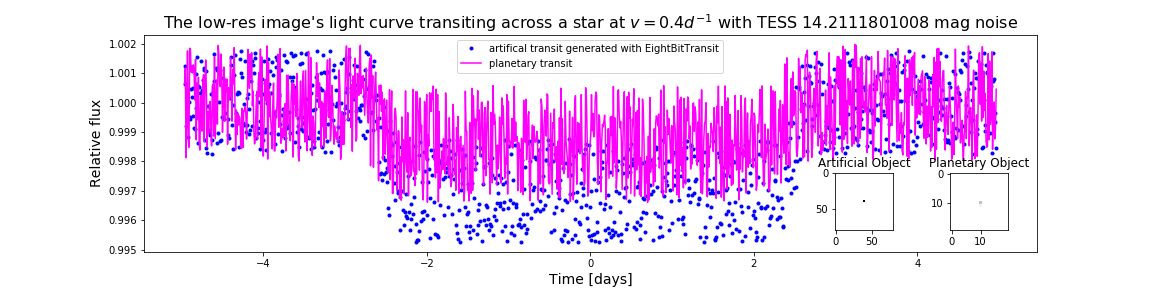 The low-res image's light curve transiting across a star at v = 0.4d⁻¹ with TESS 14.2111801008 mag noise
artifical transit generated with EightBitTransit
planetary transit
Relative flux
1.002
1.001
1.000
0.999
0.998
0.997
0.996
0.995
Artificial Object
0
50
0 50
Planetary Object
0
10
0 10
−4 −2 0 2 4
Time [days]